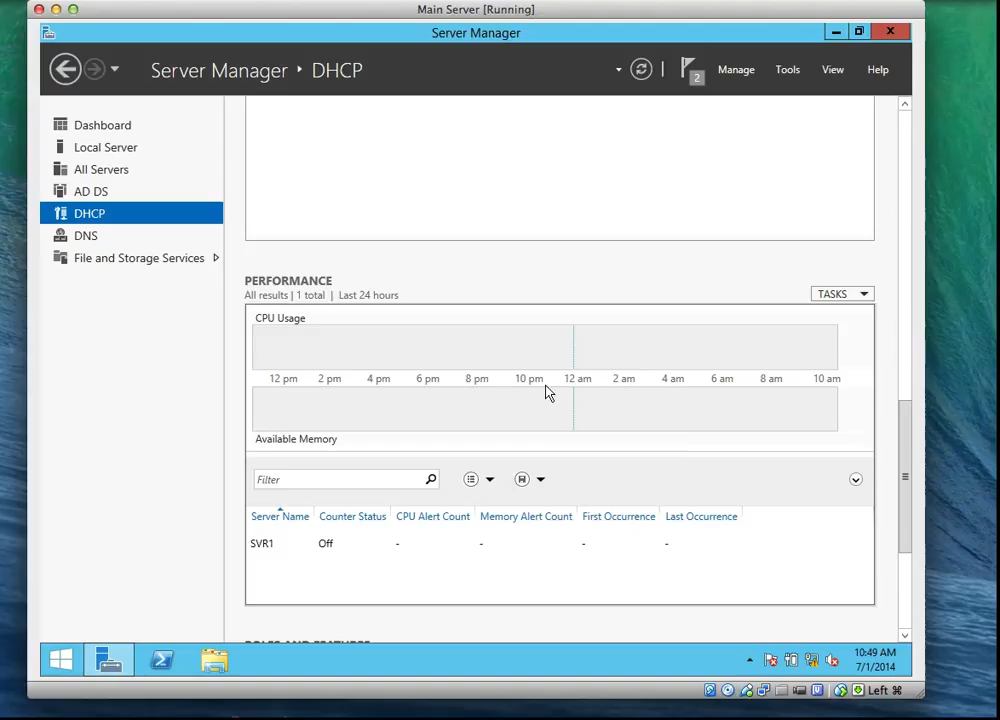 Main Server [Running]
Server Manager
Server Manager ‣ DHCP
2
Manage
Tools
View
Help
Dashboard
Local Server
All Servers
AD DS
DHCP
DNS
File and Storage Services
PERFORMANCE
All results | 1 total | Last 24 hours
TASKS
CPU Usage
12 pm 2 pm 4 pm 6 pm 8 pm 10 pm 12 am 2 am 4 am 6 am 8 am 10 am
Available Memory
Filter
Server Name Counter Status CPU Alert Count Memory Alert Count First Occurrence Last Occurrence
SVR1 Off - - - -
ROLES AND FEATURES
10:49 AM
7/1/2014
Left ⌘